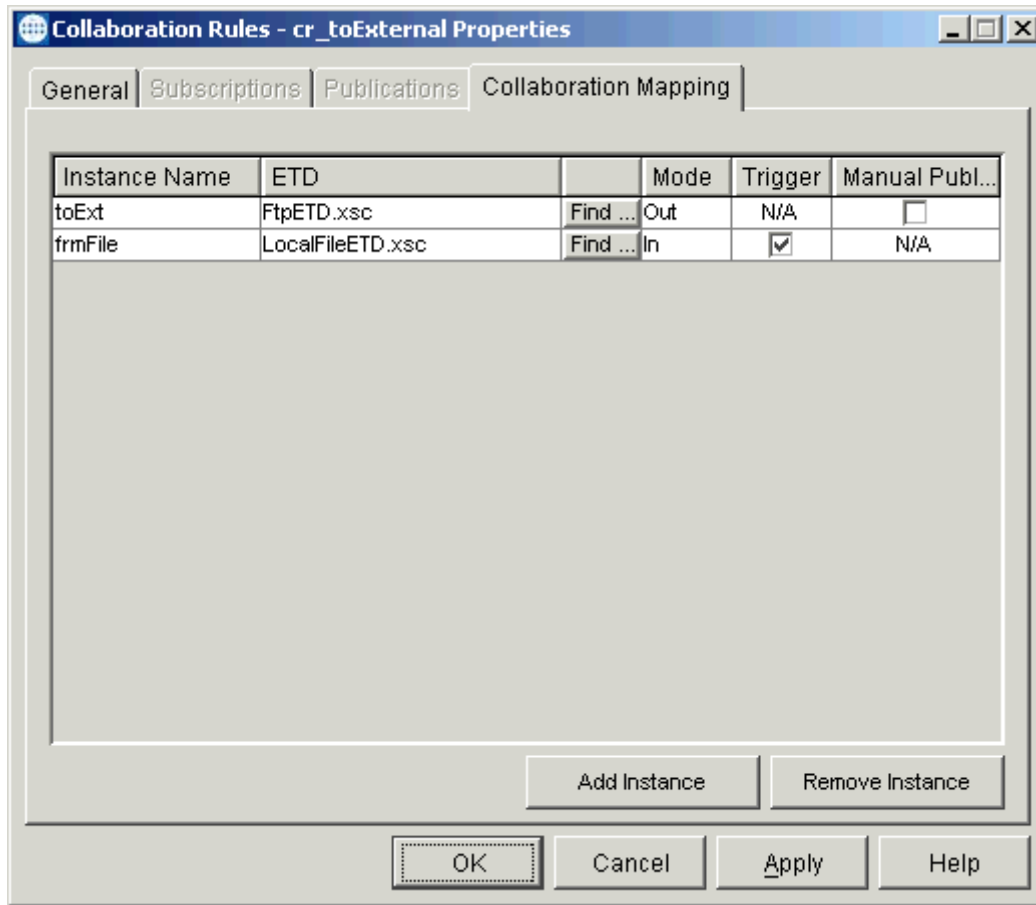 Collaboration Rules - cr_toExternal Properties
General Subscriptions Publications Collaboration Mapping
Instance Name ETD Mode Trigger Manual Publ...
toExt FtpETD.xsc Find ... Out N/A
frmFile LocalFileETD.xsc Find ... In N/A
Add Instance Remove Instance
OK Cancel Apply Help